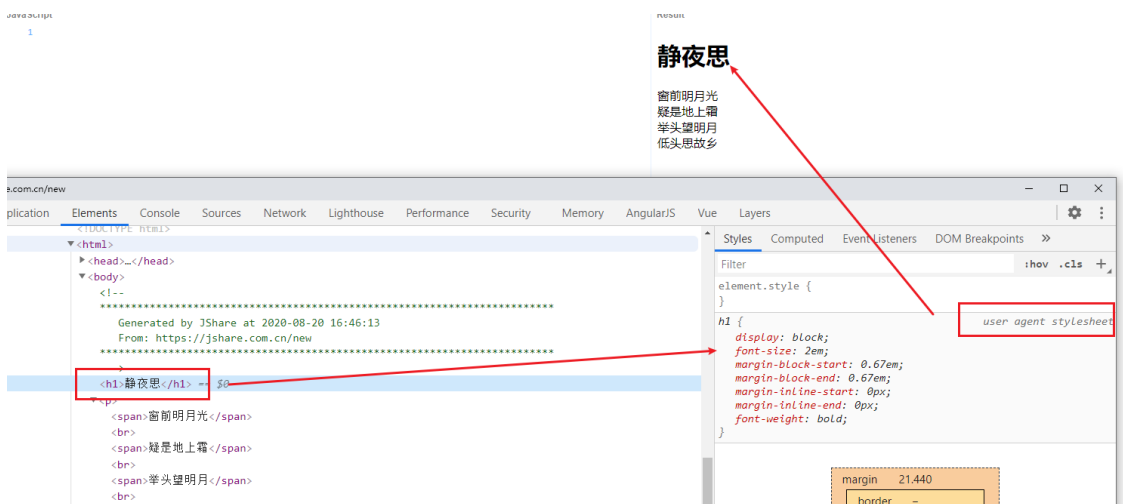 JavaScript
Result
1
静夜思
窗前明月光
疑是地上霜
举头望明月
低头思故乡
e.com.cn/new
plication Elements Console Sources Network Lighthouse Performance Security Memory AngularJS Vue Layers
<!DOCTYPE html>
▼<html>
▶<head>…</head>
▼<body>
<!--
*************************************************************************
Generated by JShare at 2020-08-20 16:46:13
From: https://jshare.com.cn/new
*************************************************************************
-->
<h1>静夜思</h1> == $0
▼<p>
<span>窗前明月光</span>
<br>
<span>疑是地上霜</span>
<br>
<span>举头望明月</span>
<br>
Styles Computed Event Listeners DOM Breakpoints »
Filter :hov .cls +
element.style {
}
h1 { user agent stylesheet
display: block;
font-size: 2em;
margin-block-start: 0.67em;
margin-block-end: 0.67em;
margin-inline-start: 0px;
margin-inline-end: 0px;
font-weight: bold;
}
margin 21.440
border –